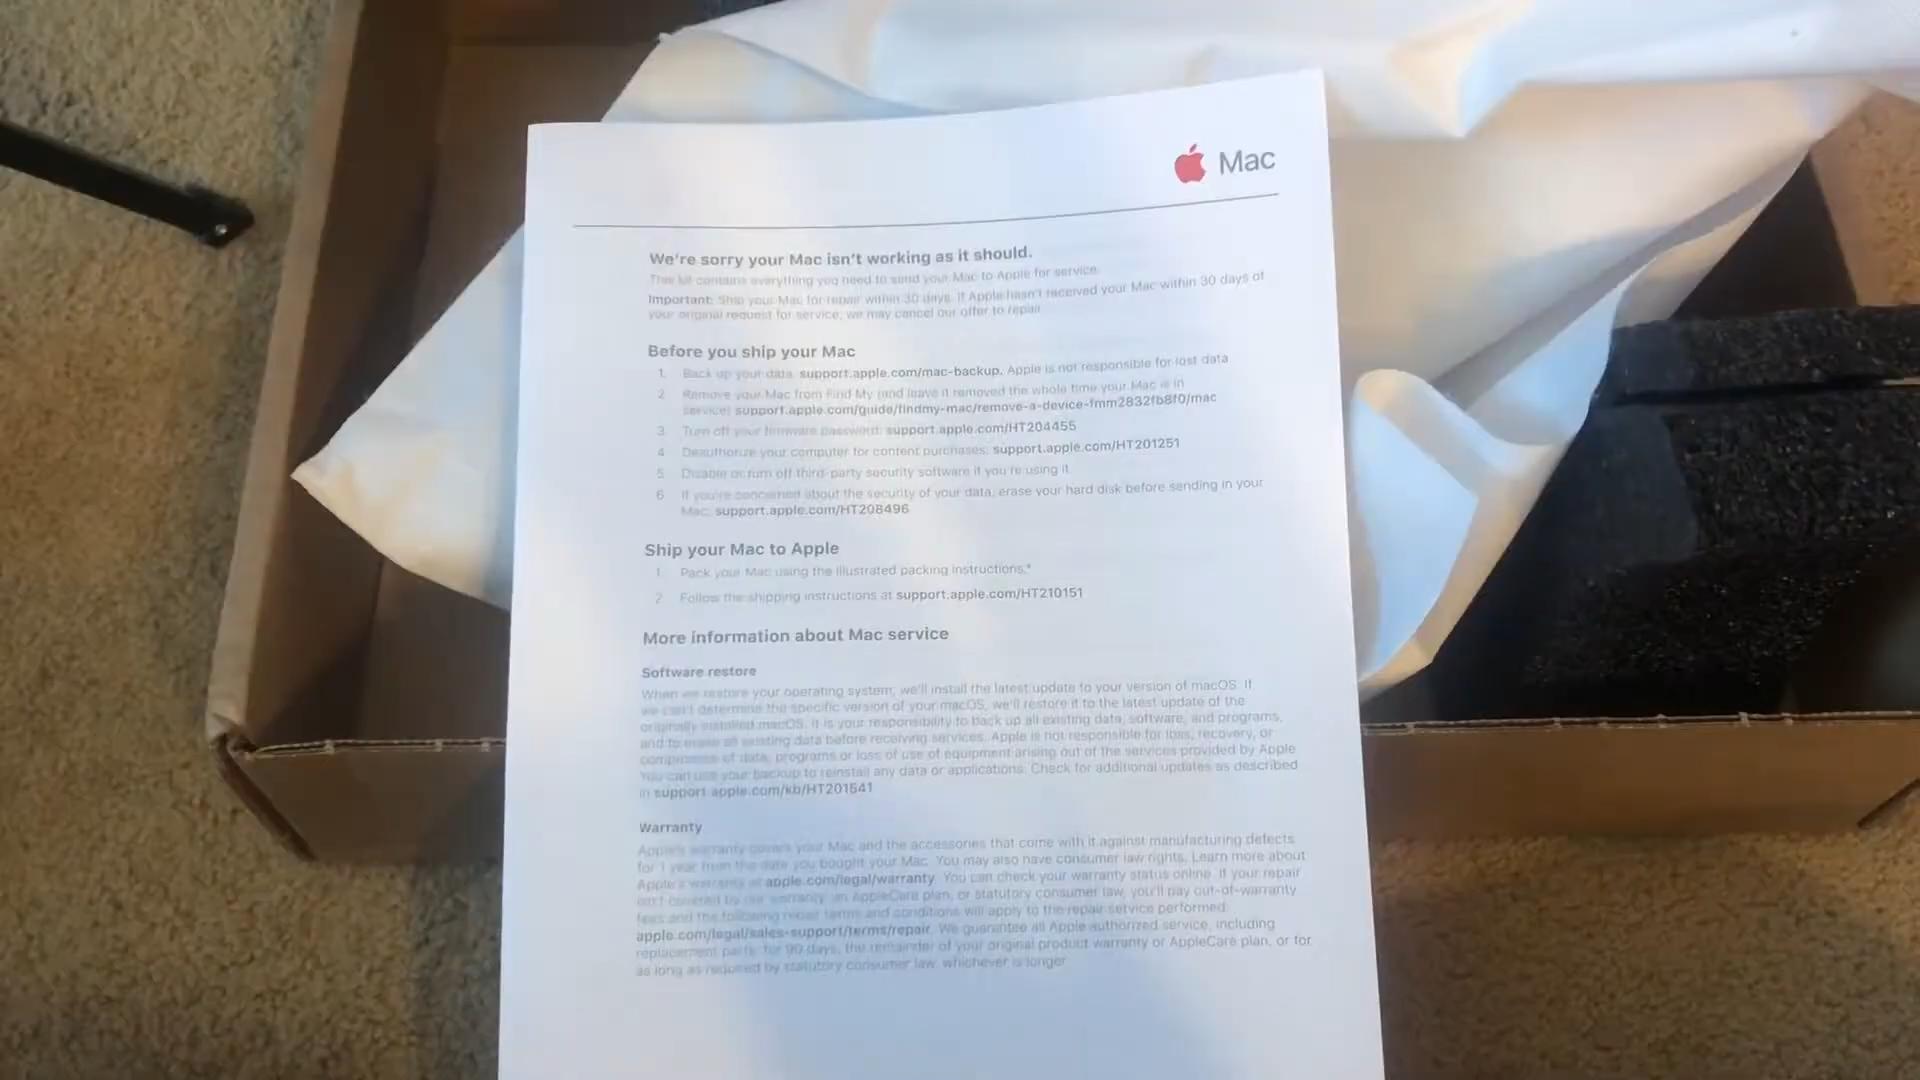 Mac
We're sorry your Mac isn't working as it should.
This kit contains everything you need to send your Mac to Apple for service.
Important: Ship your Mac for repair within 30 days. If Apple hasn't received your Mac within 30 days of
your original request for service, we may cancel our offer to repair.
Before you ship your Mac
1. Back up your data: support.apple.com/mac-backup. Apple is not responsible for lost data.
2. Remove your Mac from Find My (and leave it removed the whole time your Mac is in
service) support.apple.com/guide/findmy-mac/remove-a-device-fmm2832fb8f0/mac
3. Turn off your firmware password: support.apple.com/HT204455
4. Deauthorize your computer for content purchases: support.apple.com/HT201251
5. Disable or turn off third-party security software if you're using it.
6. If you're concerned about the security of your data, erase your hard disk before sending in your
Mac: support.apple.com/HT208496
Ship your Mac to Apple
1. Pack your Mac using the illustrated packing instructions.*
2. Follow the shipping instructions at support.apple.com/HT210151
More information about Mac service
Software restore
When we restore your operating system, we'll install the latest update to your version of macOS. If
we can't determine the specific version of your macOS, we'll restore it to the latest update of the
originally installed macOS. It is your responsibility to back up all existing data, software, and programs,
and to erase all existing data before receiving services. Apple is not responsible for loss, recovery, or
compromise of data, programs or loss of use of equipment arising out of the services provided by Apple.
You can use your backup to reinstall any data or applications. Check for additional updates as described
in support.apple.com/kb/HT201541
Warranty
Apple's warranty covers your Mac and the accessories that come with it against manufacturing defects
for 1 year from the date you bought your Mac. You may also have consumer law rights. Learn more about
Apple's warranty at apple.com/legal/warranty. You can check your warranty status online. If your repair
isn't covered by our warranty, an AppleCare plan, or statutory consumer law, you'll pay out-of-warranty
fees and the following repair terms and conditions will apply to the repair service performed:
apple.com/legal/sales-support/terms/repair. We guarantee all Apple authorized service, including
replacement parts, for 90 days, the remainder of your original product warranty or AppleCare plan, or for
as long as required by statutory consumer law, whichever is longer.